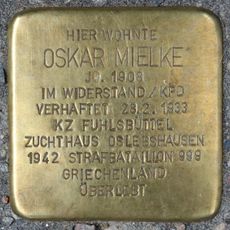 HIER WOHNTE
OSKAR MIELKE
JG. 1908
IM WIDERSTAND / KPD
VERHAFTET 28.2. 1933
KZ FUHLSBÜTTEL
ZUCHTHAUS OSLEBSHAUSEN
1942 STRAFBATAILLON 999
GRIECHENLAND
ÜBERLEBT